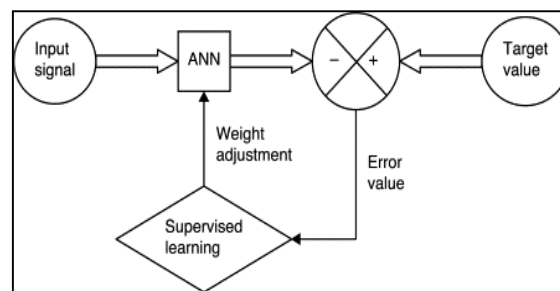 Input
signal
ANN
− +
Target
value
Weight
adjustment
Error
value
Supervised
learning